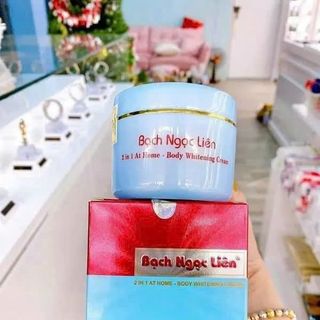 Bạch Ngọc Liên
2 in 1 At Home - Body Whitening Cream
Bạch Ngọc Liên®
2 IN 1 AT HOME - BODY WHITENING CREAM